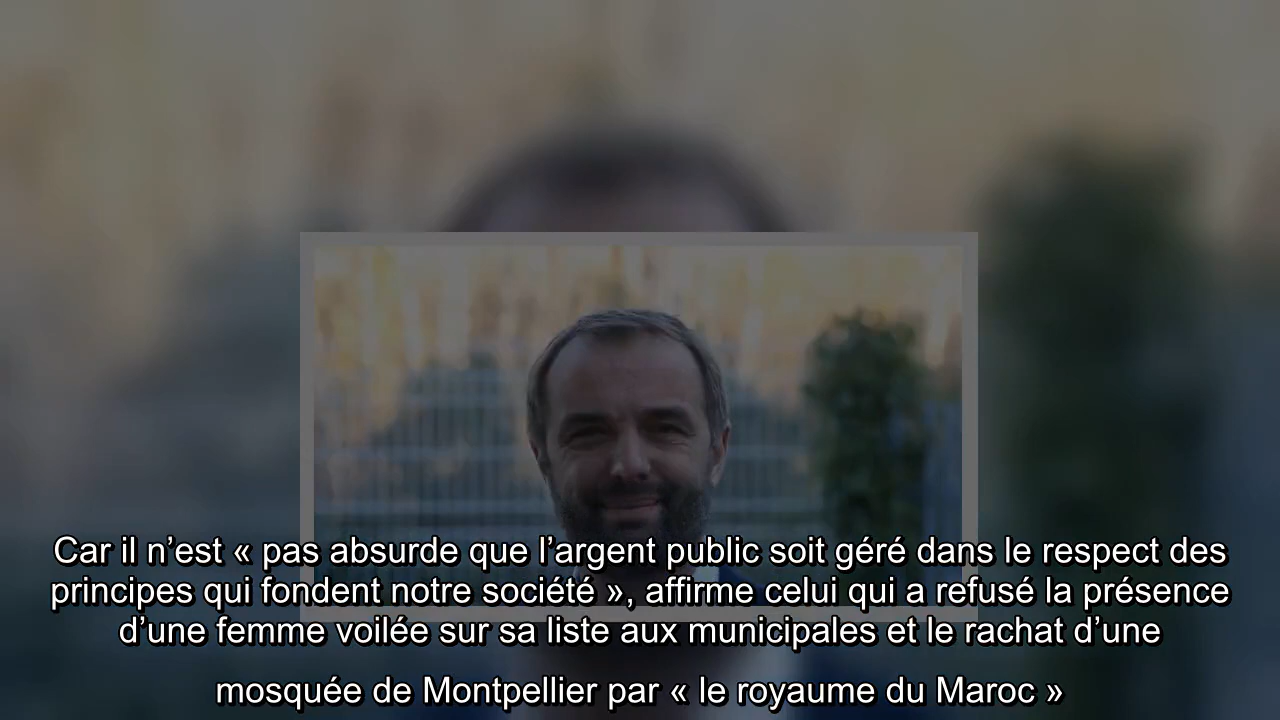 Car il n’est « pas absurde que l’argent public soit géré dans le respect des
principes qui fondent notre société », affirme celui qui a refusé la présence
d’une femme voilée sur sa liste aux municipales et le rachat d’une
mosquée de Montpellier par « le royaume du Maroc »